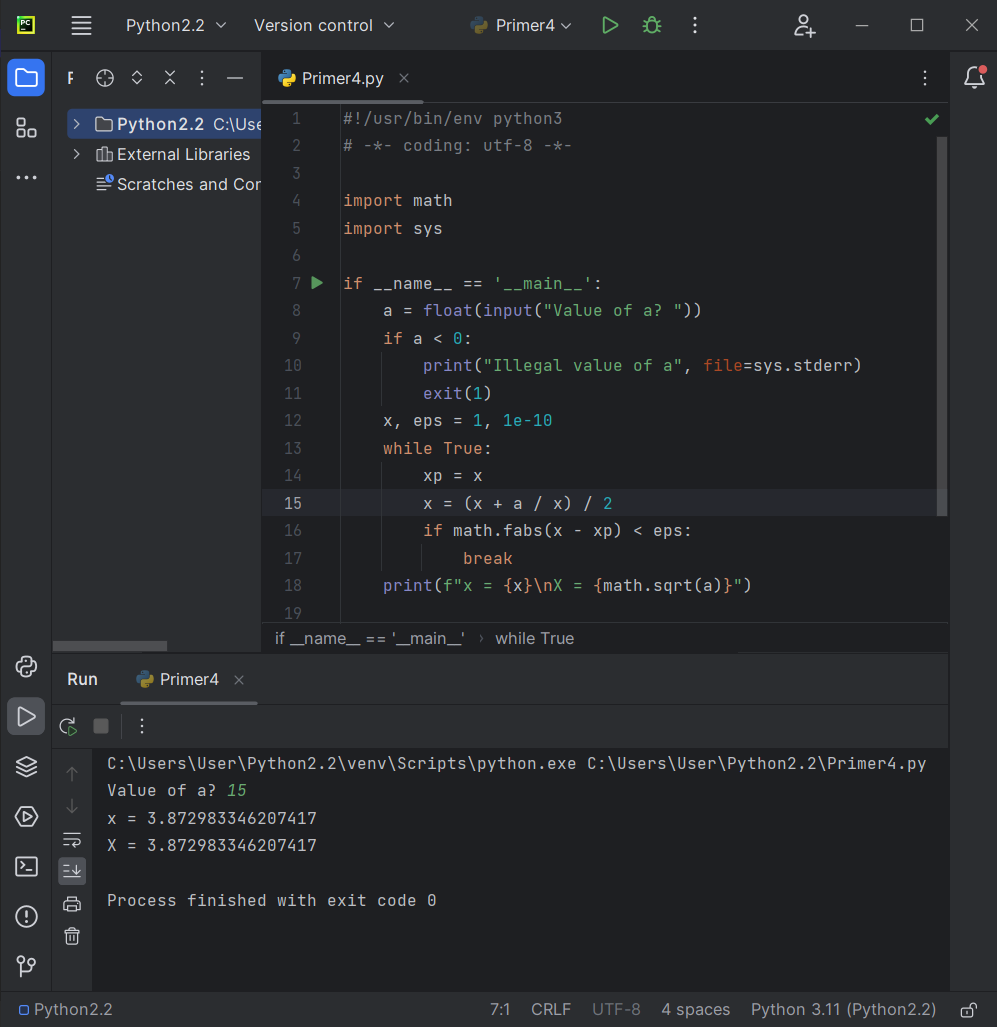 PC Python2.2 Version control Primer4
P
Python2.2 C:\Use
External Libraries
Scratches and Cor
Primer4.py
1 #!/usr/bin/env python3
2 # -*- coding: utf-8 -*-
3
4 import math
5 import sys
6
7 if __name__ == '__main__':
8 a = float(input("Value of a? "))
9 if a < 0:
10 print("Illegal value of a", file=sys.stderr)
11 exit(1)
12 x, eps = 1, 1e-10
13 while True:
14 xp = x
15 x = (x + a / x) / 2
16 if math.fabs(x - xp) < eps:
17 break
18 print(f"x = {x}\nX = {math.sqrt(a)}")
19
if __name__ == '__main__' › while True
Run Primer4
C:\Users\User\Python2.2\venv\Scripts\python.exe C:\Users\User\Python2.2\Primer4.py
Value of a? 15
x = 3.872983346207417
X = 3.872983346207417
Process finished with exit code 0
Python2.2 7:1 CRLF UTF-8 4 spaces Python 3.11 (Python2.2)